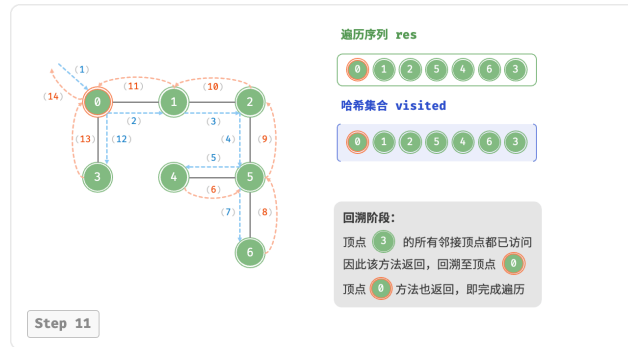 (1)
(14)
(11)
(10)
0
1
2
(2)
(3)
(13)
(12)
(4)
(9)
(5)
3
4
5
(6)
(7)
(8)
6
Step 11
遍历序列 res
0 1 2 5 4 6 3
哈希集合 visited
0 1 2 5 4 6 3
回溯阶段：
顶点 3 的所有邻接顶点都已访问
因此该方法返回，回溯至顶点 0
顶点 0 方法也返回，即完成遍历